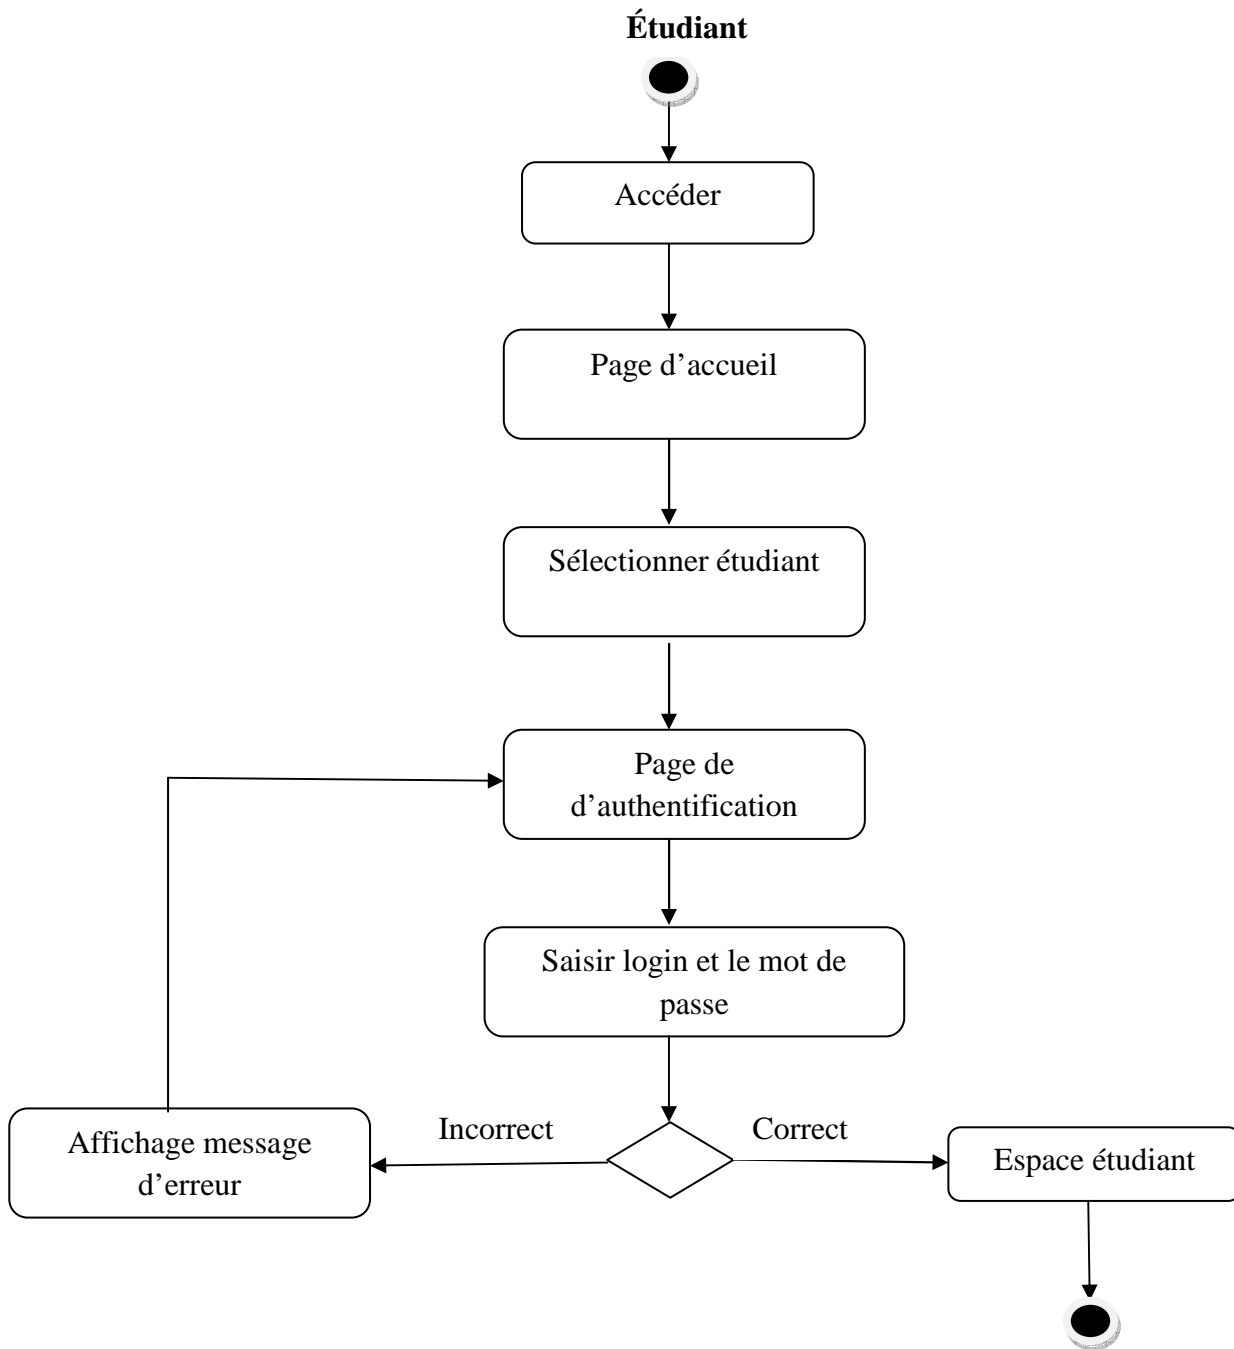 Étudiant
Accéder
Page d’accueil
Sélectionner étudiant
Page de
d’authentification
Saisir login et le mot de
passe
Incorrect
Correct
Affichage message
d’erreur
Espace étudiant